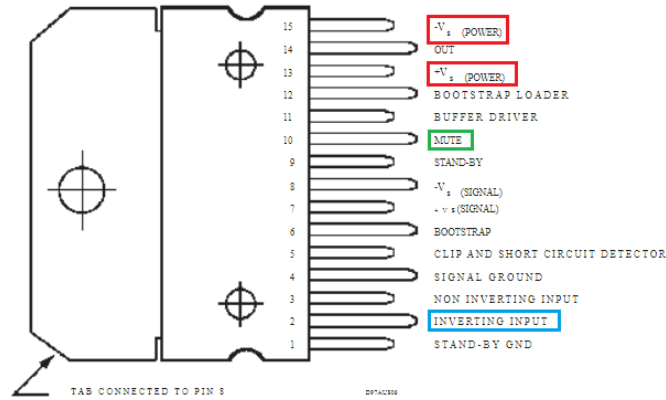 15 -Vs (POWER)
14 OUT
13 +Vs (POWER)
12 BOOTSTRAP LOADER
11 BUFFER DRIVER
10 MUTE
9 STAND-BY
8 -Vs (SIGNAL)
7 +Vs (SIGNAL)
6 BOOTSTRAP
5 CLIP AND SHORT CIRCUIT DETECTOR
4 SIGNAL GROUND
3 NON INVERTING INPUT
2 INVERTING INPUT
1 STAND-BY GND
TAB CONNECTED TO PIN 8 D97AU806